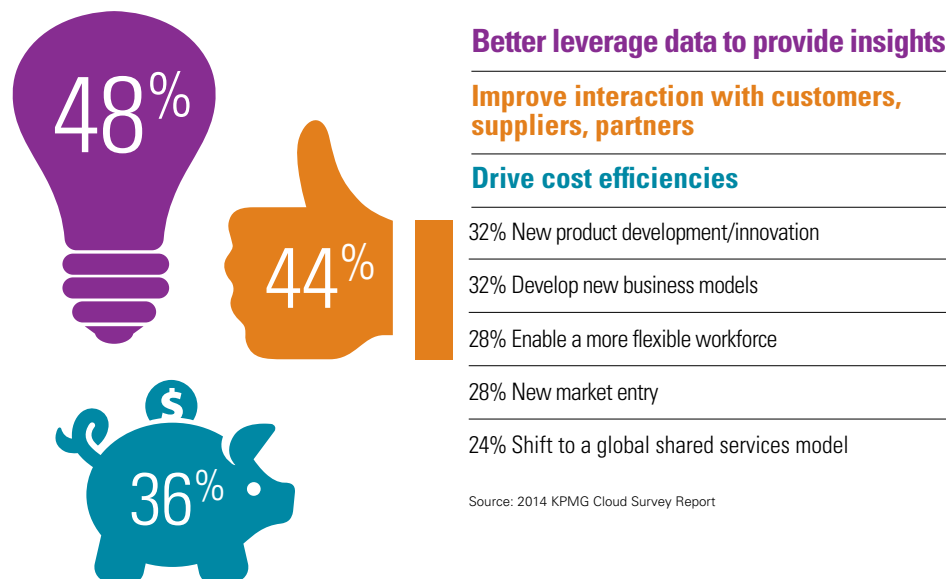 48%
Better leverage data to provide insights
Improve interaction with customers,
suppliers, partners
Drive cost efficiencies
44%
32% New product development/innovation
32% Develop new business models
28% Enable a more flexible workforce
28% New market entry
$
36%
24% Shift to a global shared services model
Source: 2014 KPMG Cloud Survey Report